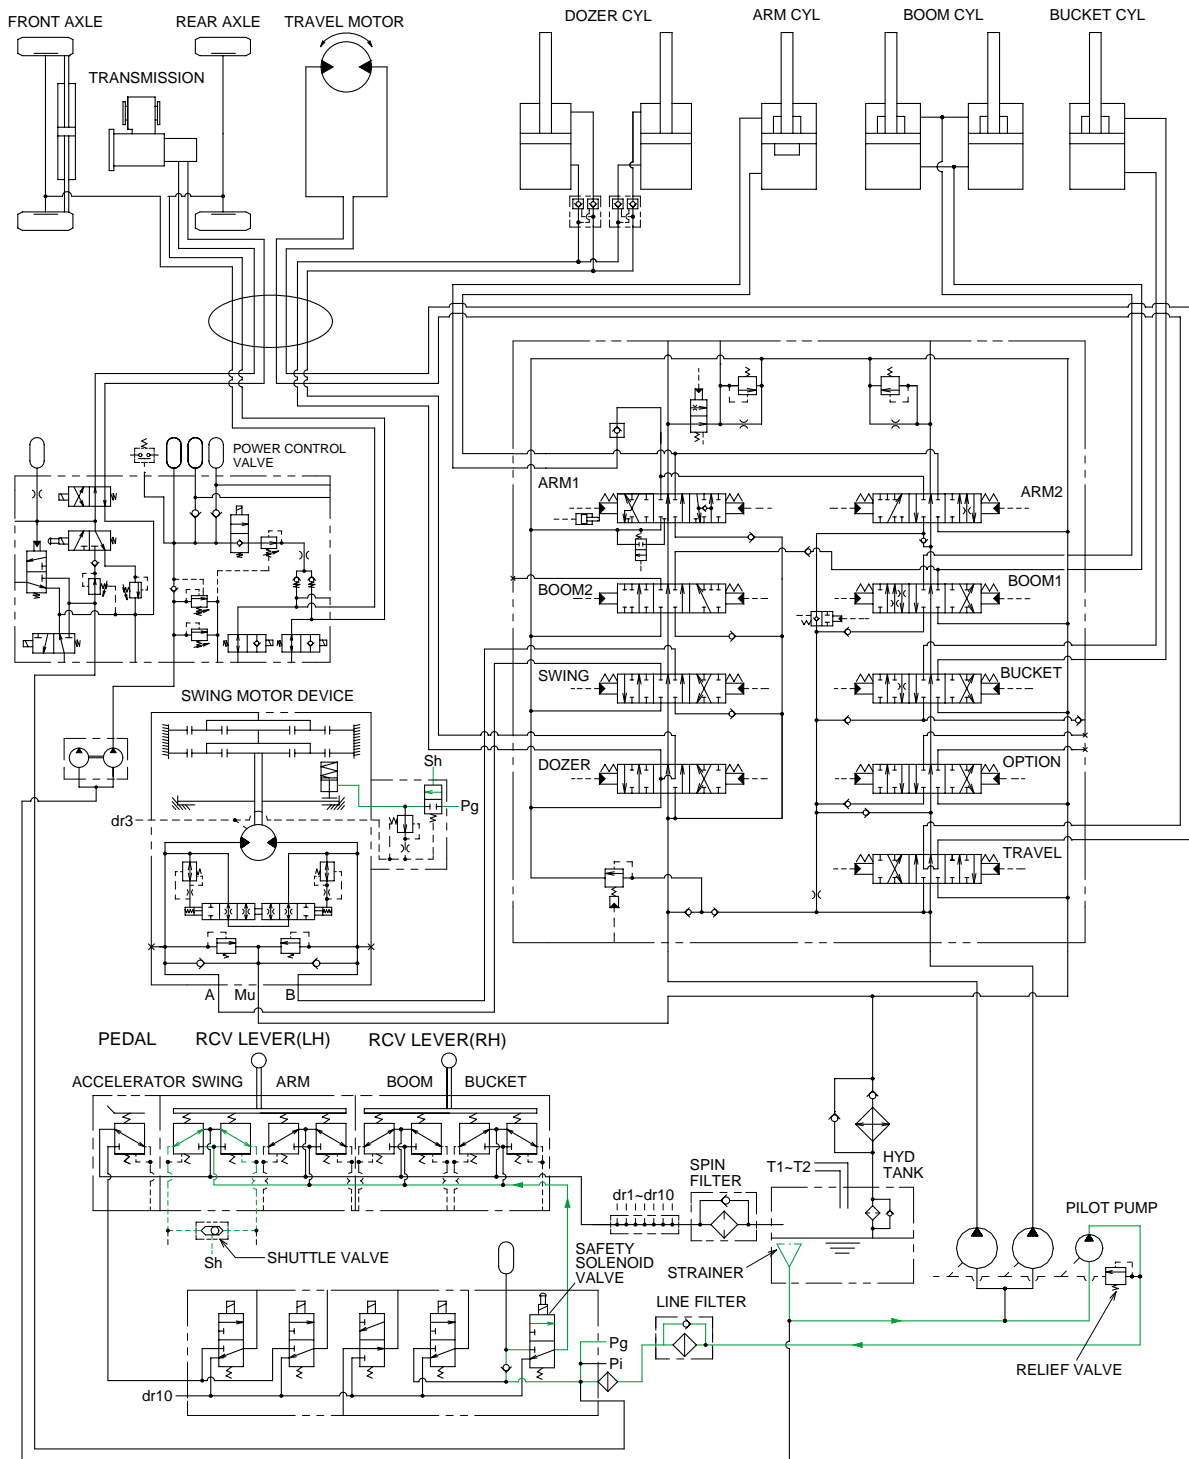 FRONT AXLE
REAR AXLE
TRAVEL MOTOR
DOZER CYL
ARM CYL
BOOM CYL
BUCKET CYL
TRANSMISSION
POWER CONTROL
VALVE
ARM1
ARM2
BOOM2
BOOM1
SWING
BUCKET
DOZER
OPTION
TRAVEL
SWING MOTOR DEVICE
Sh
Pg
dr3
A
Mu
B
PEDAL
RCV LEVER(LH)
RCV LEVER(RH)
ACCELERATOR
SWING
ARM
BOOM
BUCKET
SHUTTLE VALVE
Sh
SAFETY
SOLENOID
VALVE
dr1~dr10
SPIN
FILTER
T1~T2
HYD
TANK
STRAINER
PILOT PUMP
LINE FILTER
RELIEF VALVE
Pg
Pi
dr10